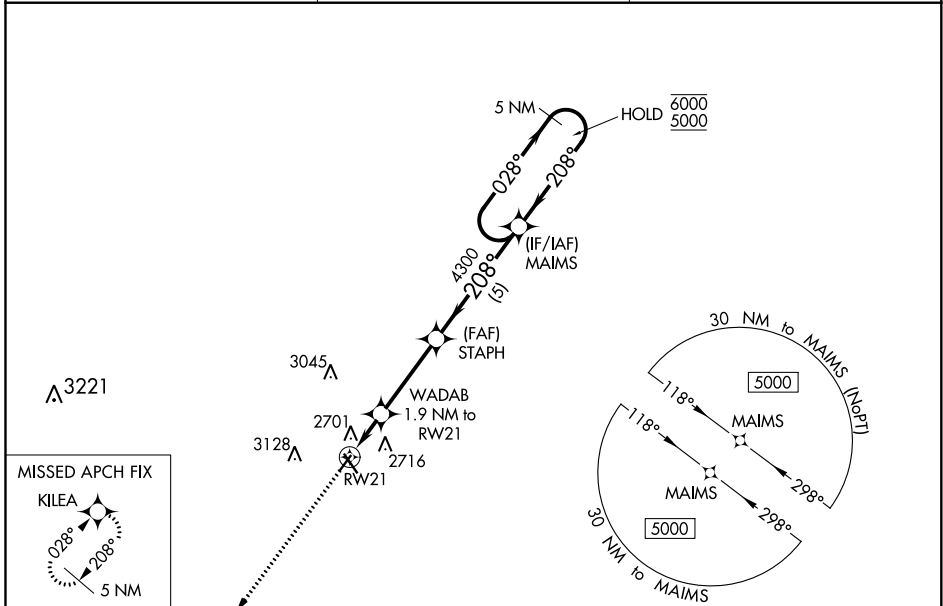 5 NM
HOLD
6000
5000
028°
208°
(IF/IAF)
MAIMS
4300
208°
(5)
(FAF)
STAPH
3045
3221
WADAB
1.9 NM to
RW21
2701
3128
2716
RW21
MISSED APCH FIX
KILEA
028°
208°
5 NM
30 NM to MAIMS (NoPT)
5000
118°
MAIMS
298°
118°
MAIMS
298°
5000
30 NM to MAIMS